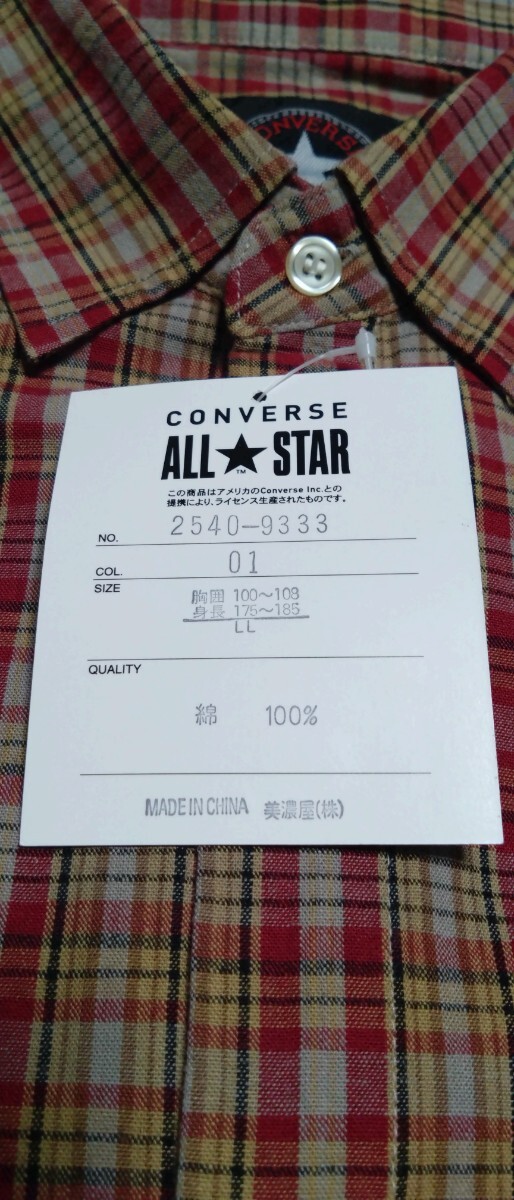 CONVERSE
CONVERSE
ALL★STAR
TM
この商品はアメリカのConverse Inc.との
提携により、ライセンス生産されたものです。
NO. 2540-9333
COL. 01
SIZE 胸囲 100～108
身長 175～185
LL
QUALITY
綿 100%
MADE IN CHINA 美濃屋(株)